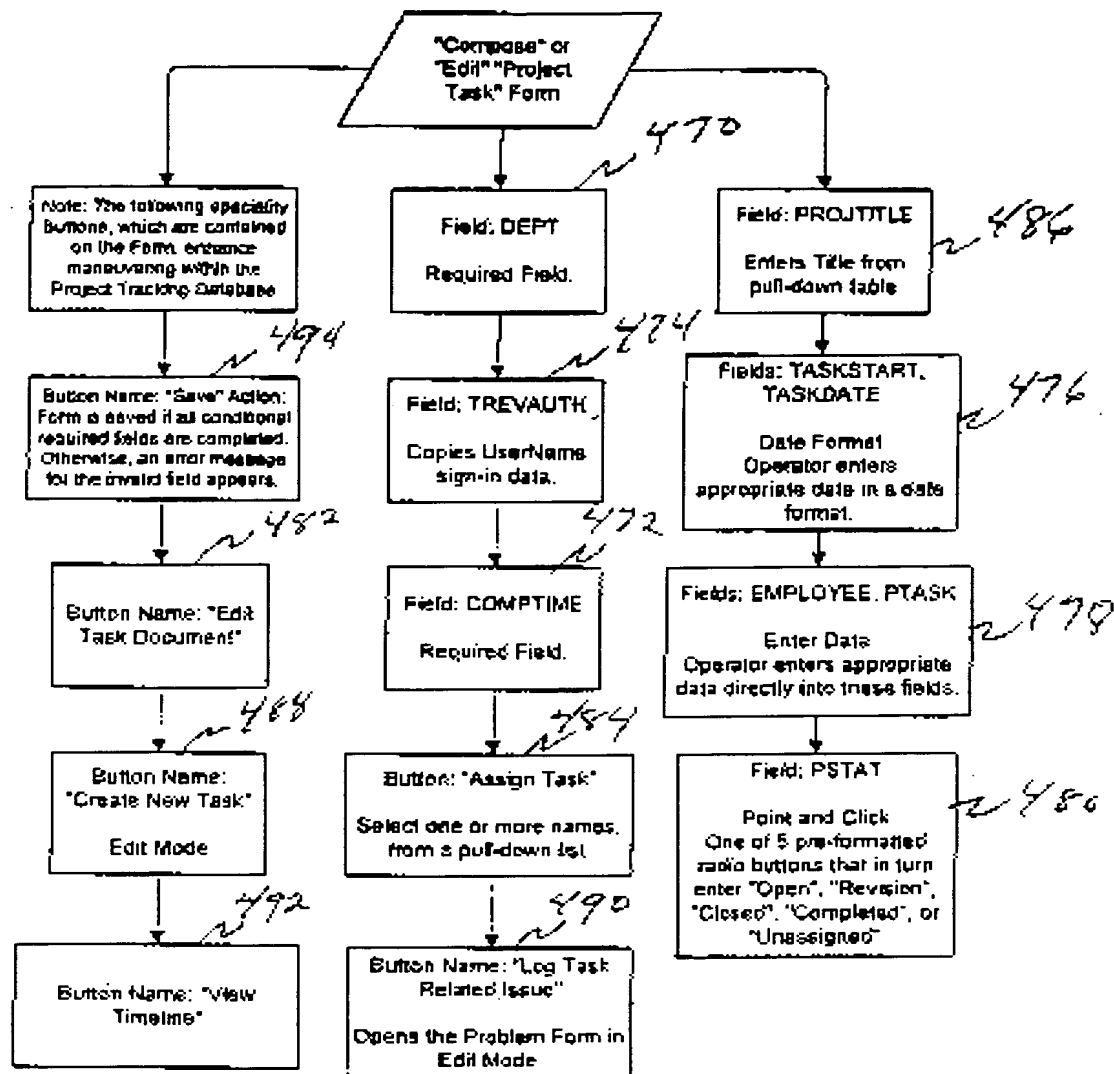 "Compose" or
"Edit" "Project
Task" Form
470
Note: The following speciality
Buttons, which are contained
on the Form, enhance
maneuvering within the
Project Tracking Database
Field: DEPT
Required Field.
Field: PROJTITLE
Enters Title from
pull-down table
486
494
Button Name: "Save" Action:
Form is saved if all conditional
required fields are completed.
Otherwise, an error message
for the invalid field appears.
474
Field: TREVAUTH
Copies UserName
sign-in data.
Fields: TASKSTART,
TASKDATE
Date Format
Operator enters
appropriate date in a date
format.
476
482
Button Name: "Edit
Task Document"
472
Field: COMPTIME
Required Field.
Fields: EMPLOYEE, PTASK
Enter Data
Operator enters appropriate
data directly into these fields.
478
488
Button Name:
"Create New Task"
Edit Mode
484
Button: "Assign Task"
Select one or more names,
from a pull-down list
Field: PSTAT
Point and Click
One of 5 pre-formatted
radio buttons that in turn
enter "Open", "Revision",
"Closed", "Completed", or
"Unassigned"
480
492
Button Name: "View
Timeline"
490
Button Name: "Log Task
Related Issue"
Opens the Problem Form in
Edit Mode